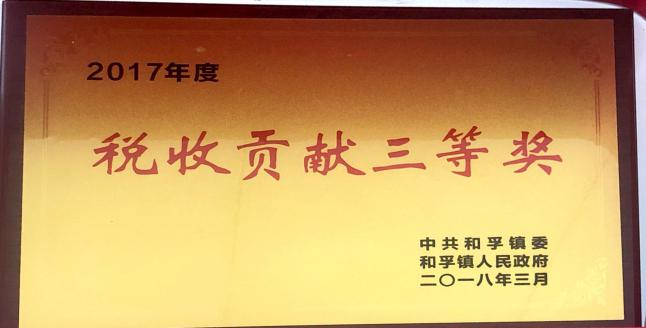 2017年度
税收贡献三等奖
中共和孚镇委
和孚镇人民政府
二〇一八年三月